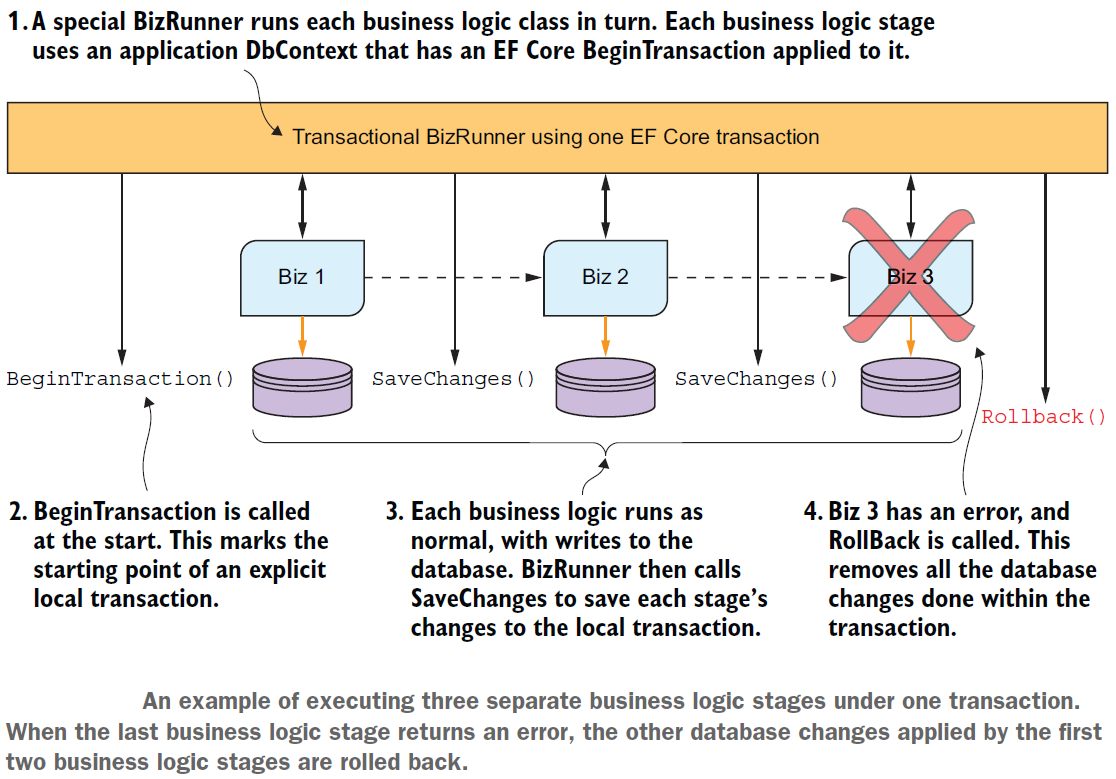 1. A special BizRunner runs each business logic class in turn. Each business logic stage
uses an application DbContext that has an EF Core BeginTransaction applied to it.
Transactional BizRunner using one EF Core transaction
Biz 1
Biz 2
Biz 3
BeginTransaction()
SaveChanges()
SaveChanges()
Rollback()
2. BeginTransaction is called
at the start. This marks the
starting point of an explicit
local transaction.
3. Each business logic runs as
normal, with writes to the
database. BizRunner then calls
SaveChanges to save each stage's
changes to the local transaction.
4. Biz 3 has an error, and
RollBack is called. This
removes all the database
changes done within the
transaction.
An example of executing three separate business logic stages under one transaction.
When the last business logic stage returns an error, the other database changes applied by the first
two business logic stages are rolled back.